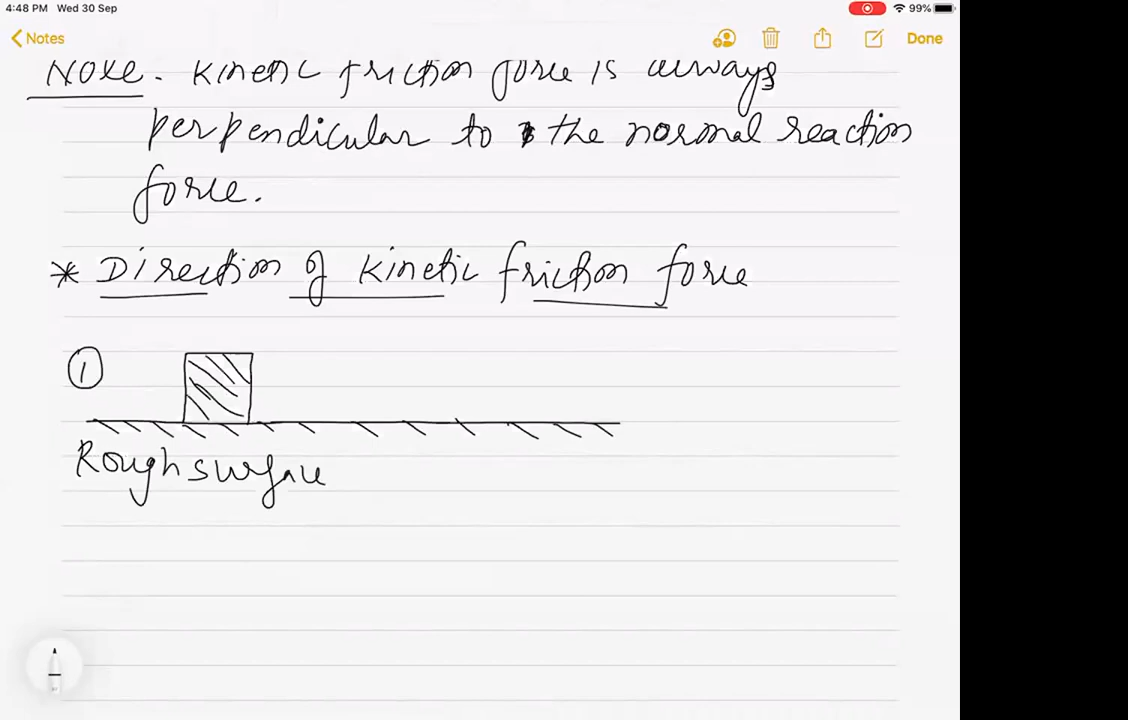 4:48 PM Wed 30 Sep
99%
Notes
Done
Note - Kinetic friction force is always
perpendicular to the normal reaction
force.
* Direction of kinetic friction force
1
Rough surface